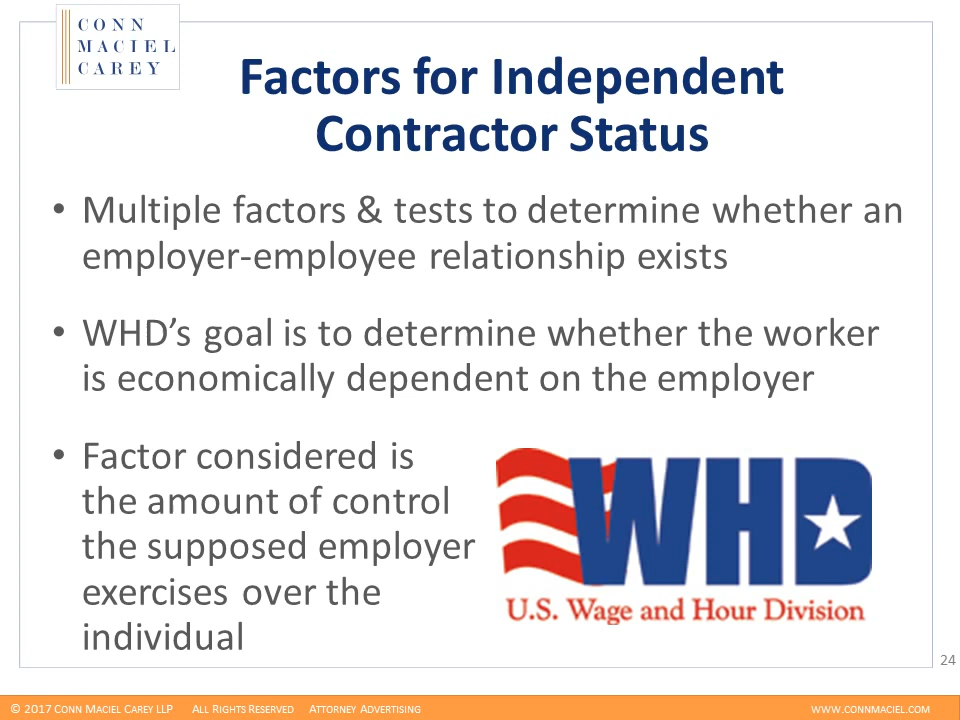 CONN
MACIEL
CAREY
Factors for Independent
Contractor Status
• Multiple factors & tests to determine whether an
employer-employee relationship exists
• WHD’s goal is to determine whether the worker
is economically dependent on the employer
• Factor considered is
the amount of control
the supposed employer
exercises over the
individual
WHD
U.S. Wage and Hour Division
24
© 2017 CONN MACIEL CAREY LLP ALL RIGHTS RESERVED ATTORNEY ADVERTISING WWW.CONNMACIEL.COM